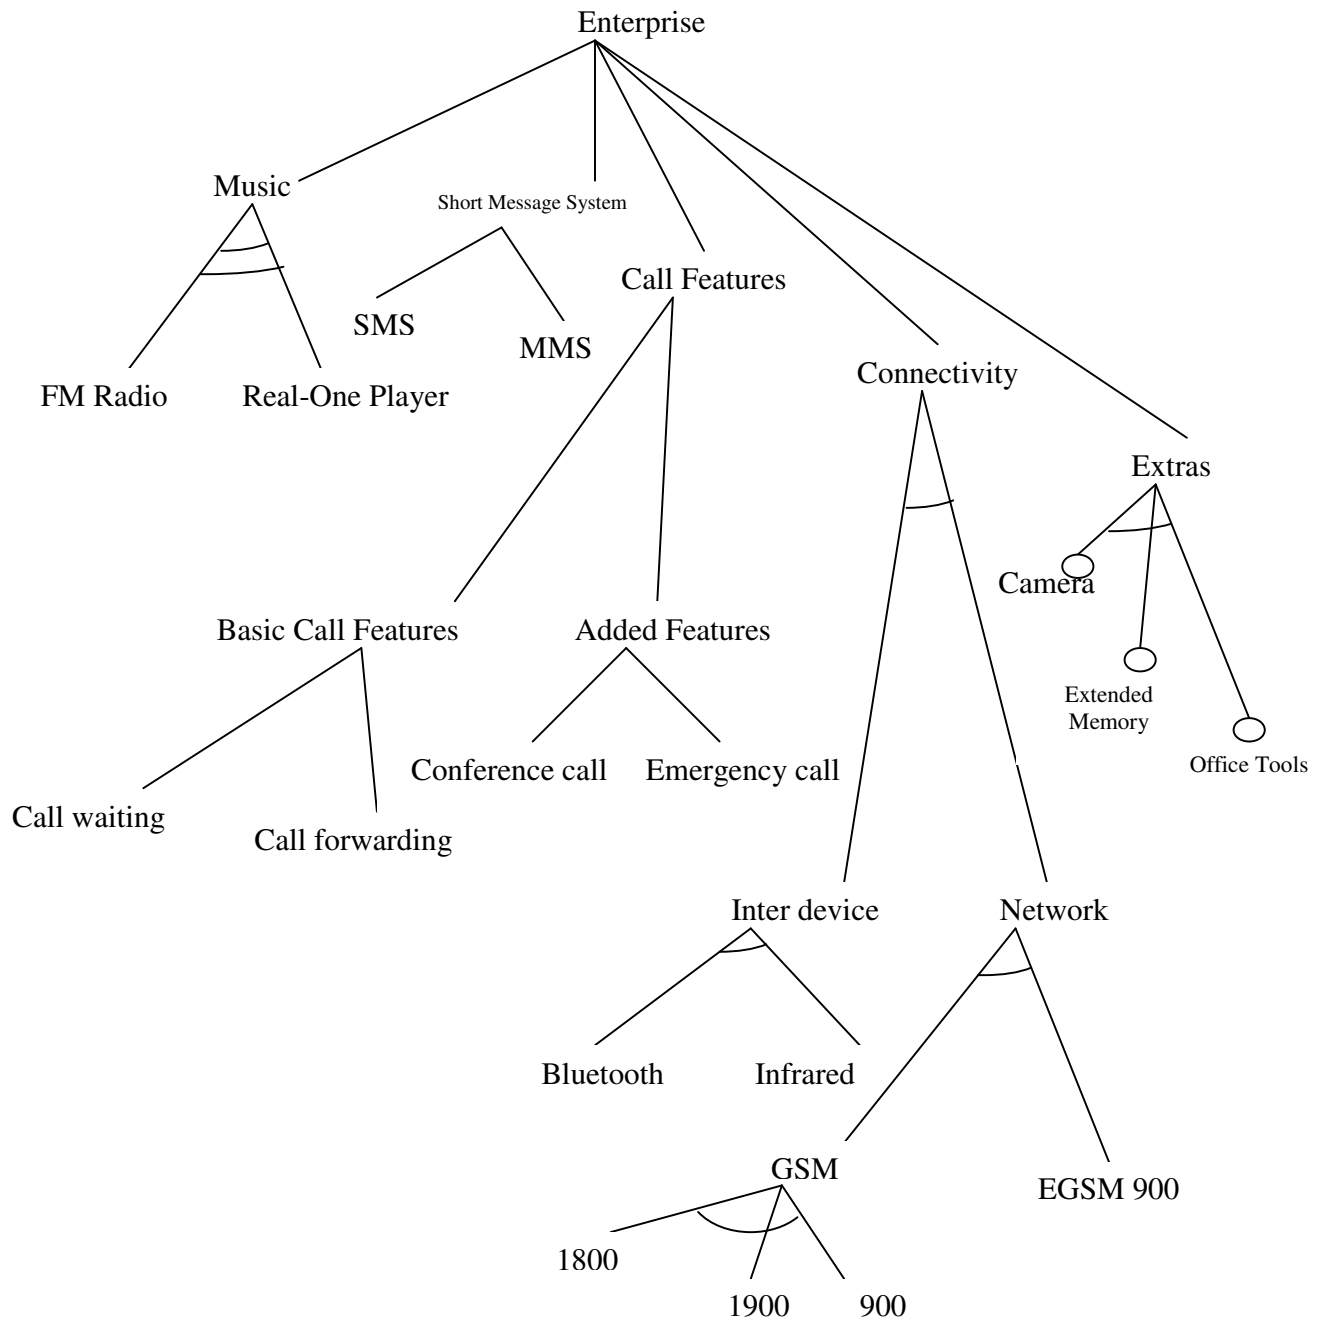 Enterprise
Music
Short Message System
Call Features
SMS
MMS
Connectivity
FM Radio
Real-One Player
Extras
Camera
Basic Call Features
Added Features
Extended
Memory
Office Tools
Conference call
Emergency call
Call waiting
Call forwarding
Inter device
Network
Bluetooth
Infrared
GSM
EGSM 900
1800
1900
900